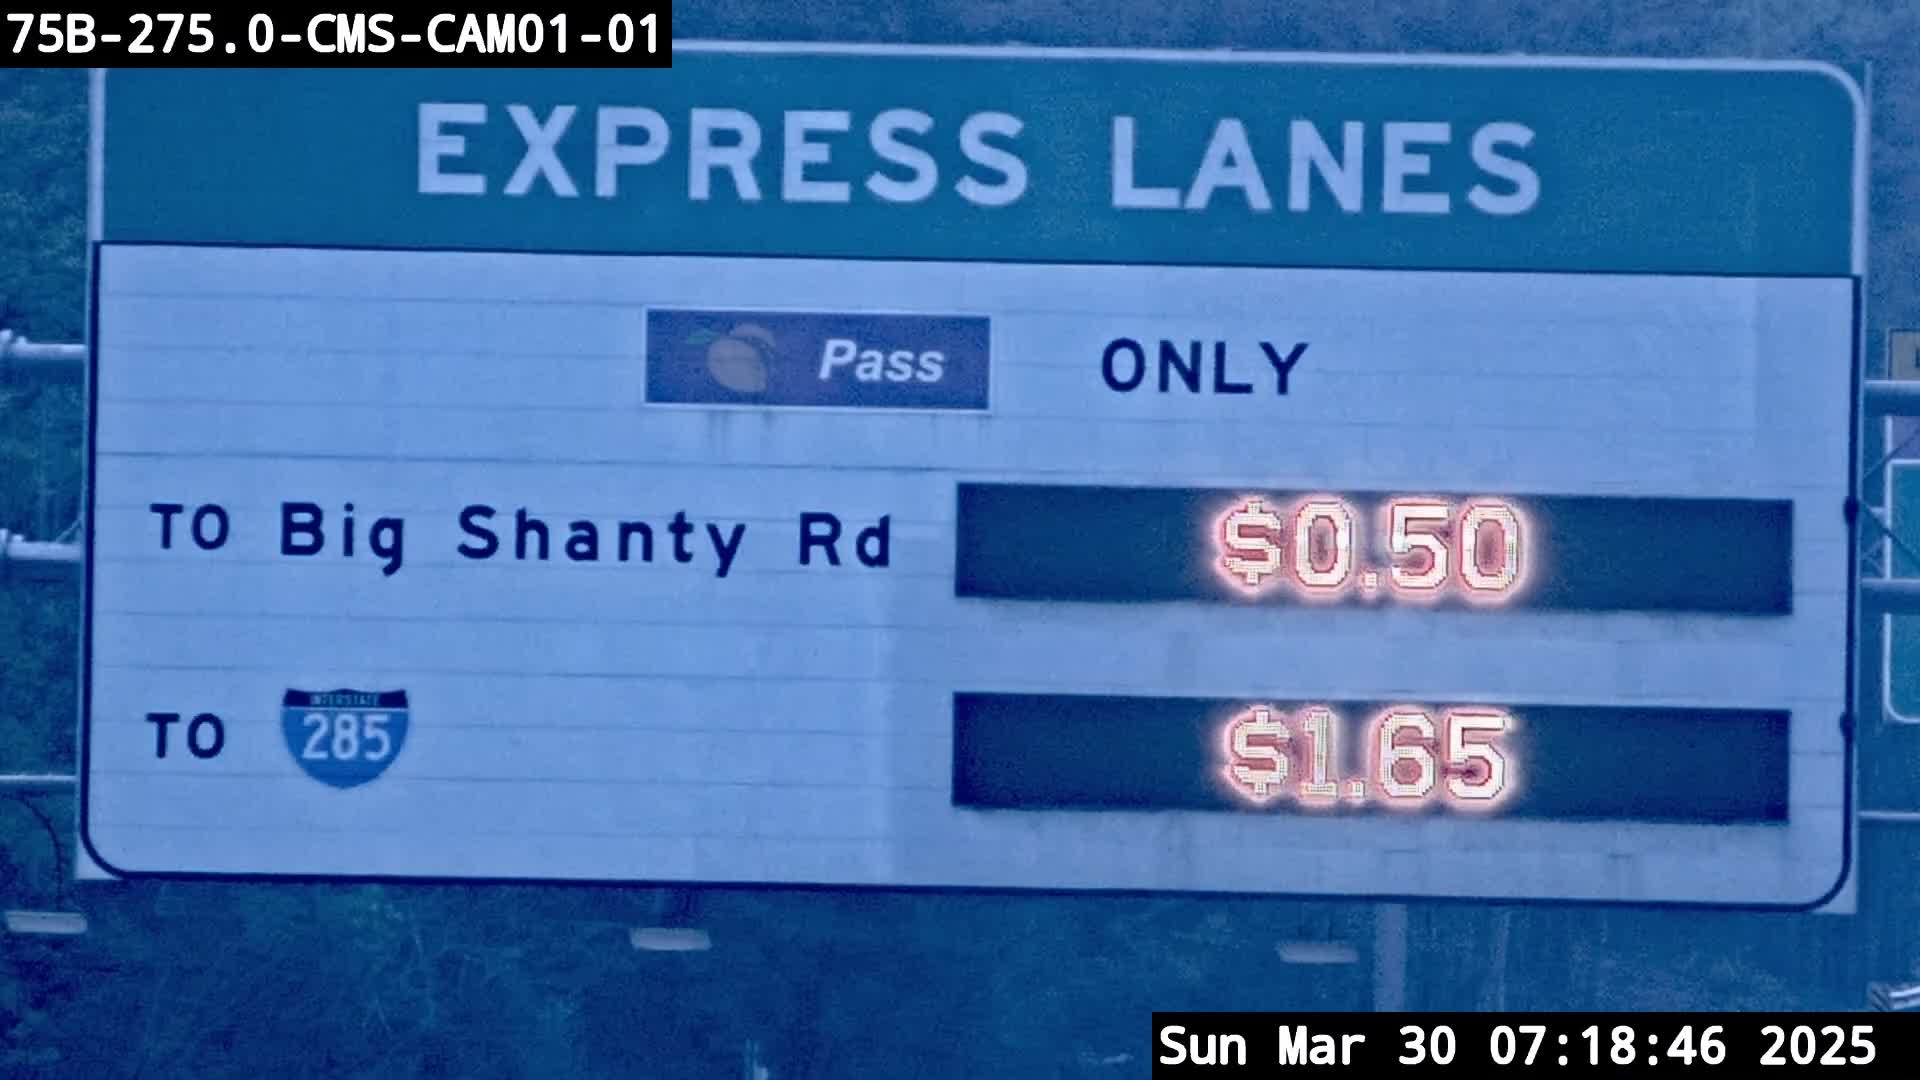 75B-275.0-CMS-CAM01-01
EXPRESS LANES
Pass ONLY
TO Big Shanty Rd $0.50
INTERSTATE
TO 285 $1.65
Sun Mar 30 07:18:46 2025